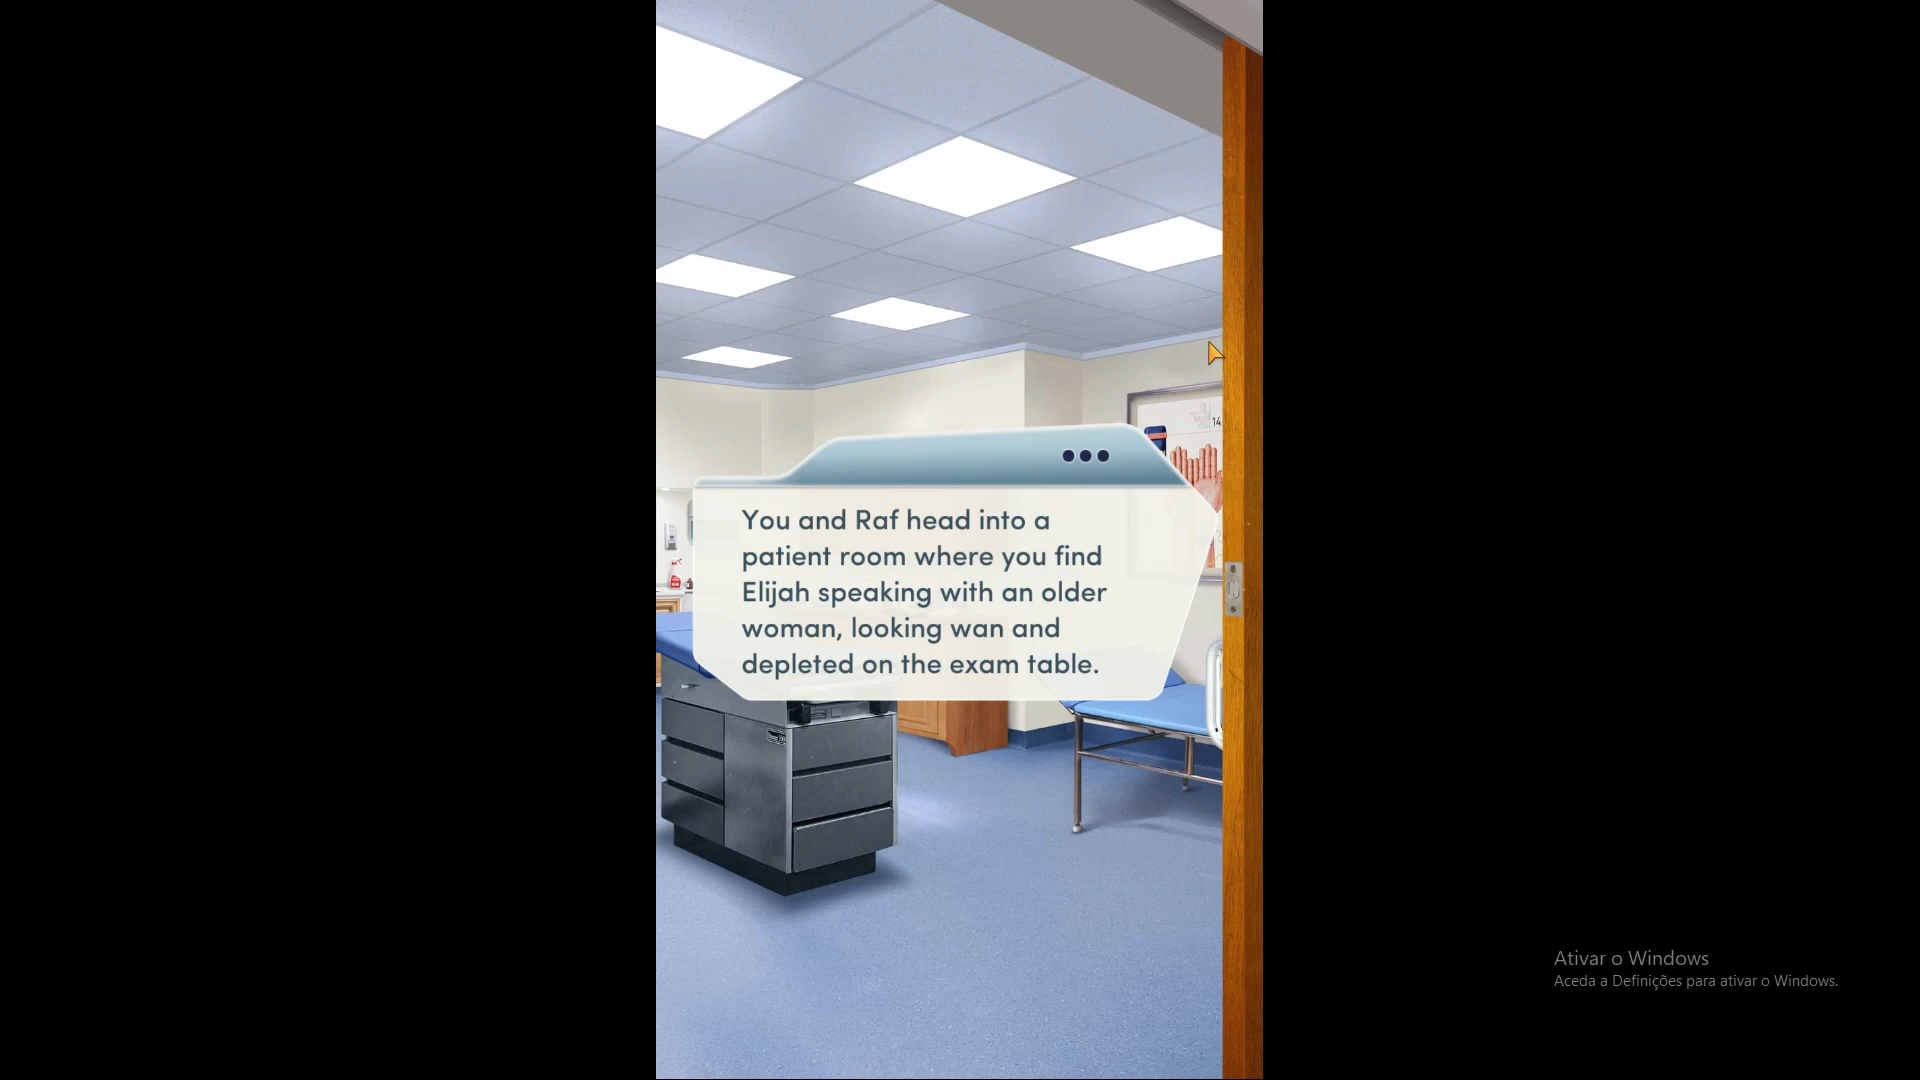 14
You and Raf head into a
patient room where you find
Elijah speaking with an older
woman, looking wan and
depleted on the exam table.
Ativar o Windows
Aceda a Definições para ativar o Windows.